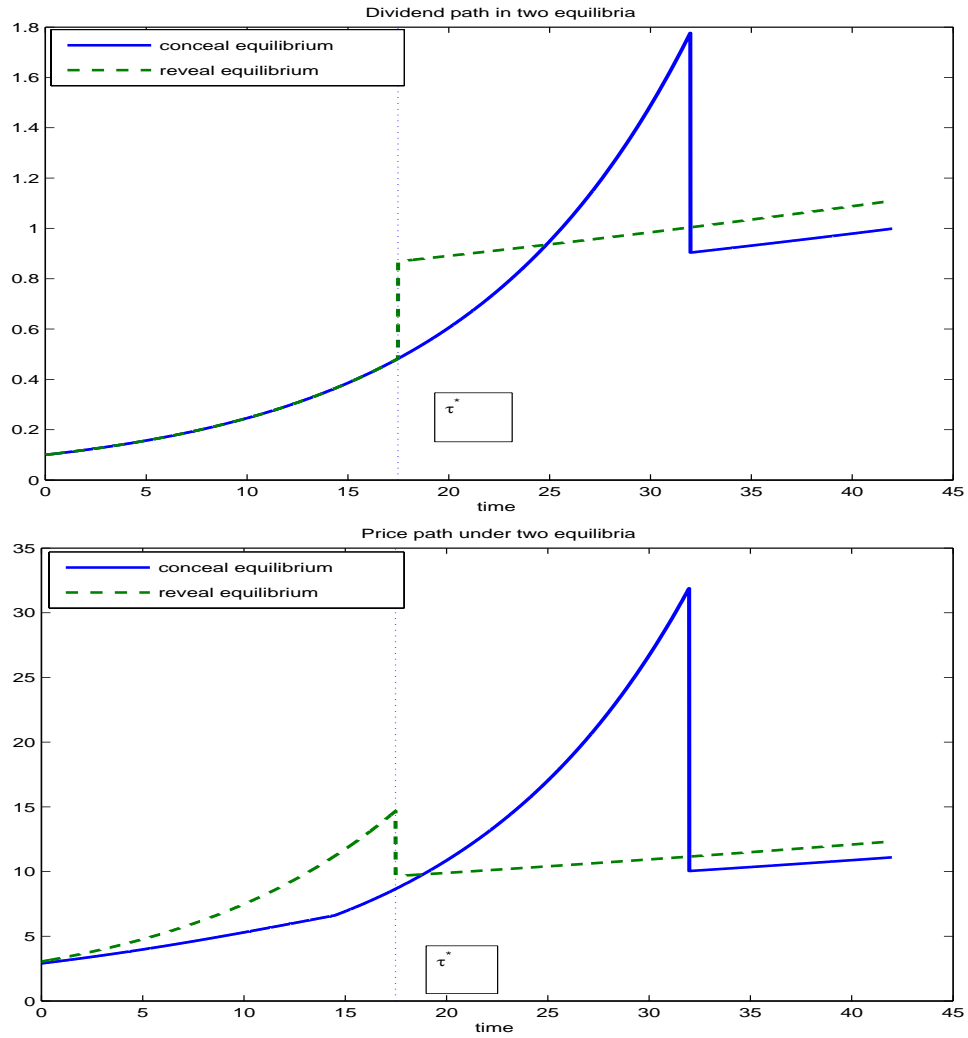 Dividend path in two equilibria
1.8
conceal equilibrium
reveal equilibrium
1.6
1.4
1.2
1
0.8
0.6
0.4
0.2
0
τ*
0 5 10 15 20 25 30 35 40 45
time
Price path under two equilibria
35
conceal equilibrium
reveal equilibrium
30
25
20
15
10
5
0
τ*
0 5 10 15 20 25 30 35 40 45
time